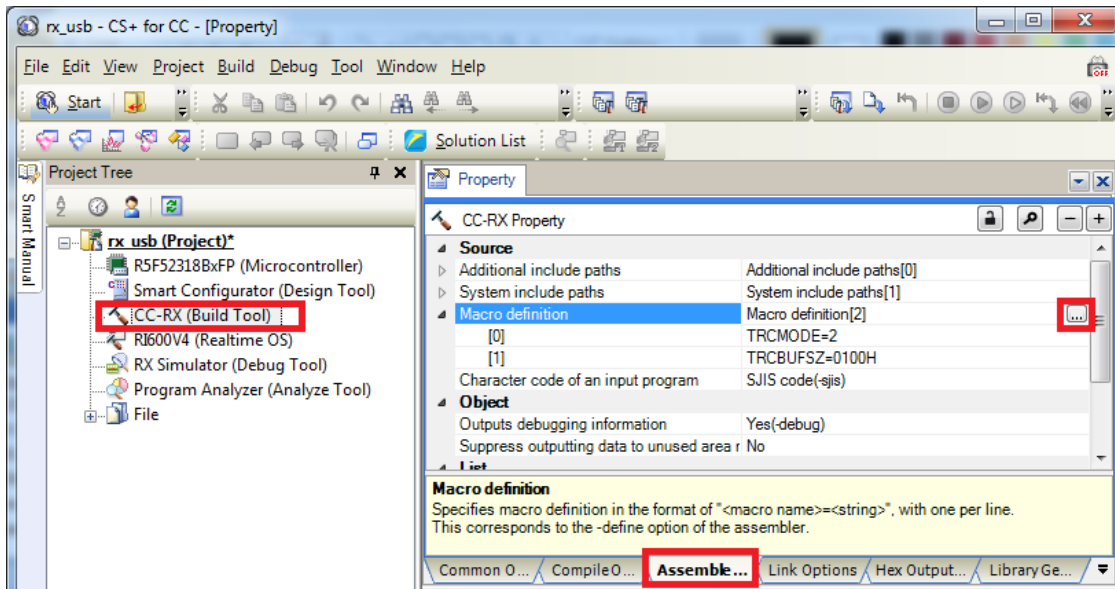 rx_usb - CS+ for CC - [Property]
File Edit View Project Build Debug Tool Window Help
OFF
Start
Solution List
Smart Manual
Project Tree
rx_usb (Project)*
R5F52318BxFP (Microcontroller)
Smart Configurator (Design Tool)
CC-RX (Build Tool)
RI600V4 (Realtime OS)
RX Simulator (Debug Tool)
Program Analyzer (Analyze Tool)
File
Property
CC-RX Property
Source
Additional include paths Additional include paths[0]
System include paths System include paths[1]
Macro definition Macro definition[2] ...
[0] TRCMODE=2
[1] TRCBUFSZ=0100H
Character code of an input program SJIS code(-sjis)
Object
Outputs debugging information Yes(-debug)
Suppress outputting data to unused area r No
List
Macro definition
Specifies macro definition in the format of "<macro name>=<string>", with one per line.
This corresponds to the -define option of the assembler.
Common O... Compile O... Assemble... Link Options Hex Output... Library Ge...